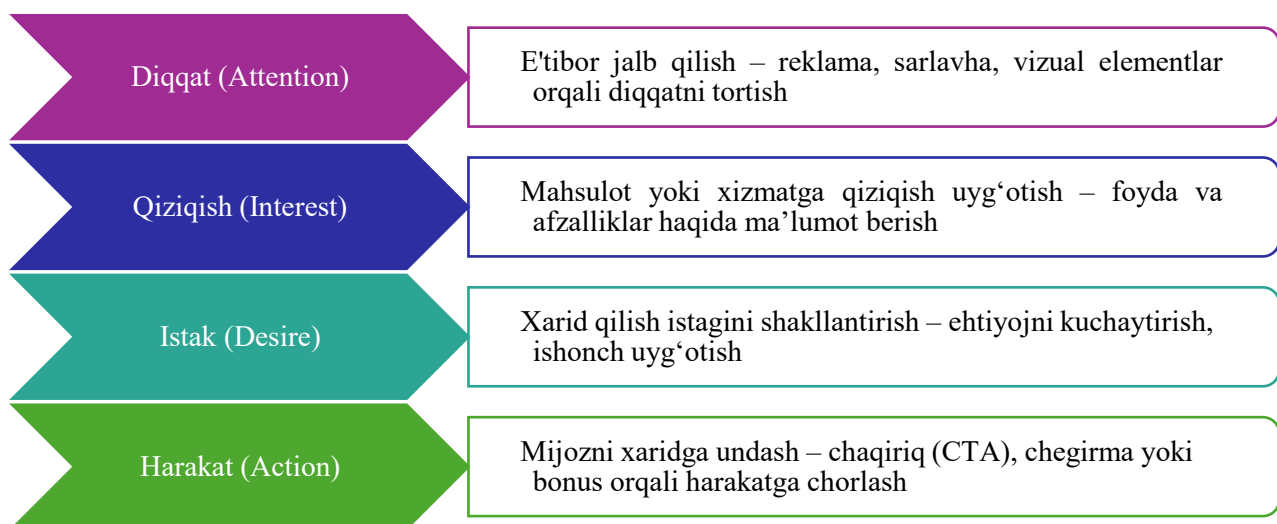 Diqqat (Attention)
E'tibor jalb qilish – reklama, sarlavha, vizual elementlar
orqali diqqatni tortish
Qiziqish (Interest)
Mahsulot yoki xizmatga qiziqish uyg‘otish – foyda va
afzalliklar haqida ma’lumot berish
Istak (Desire)
Xarid qilish istagini shakllantirish – ehtiyojni kuchaytirish,
ishonch uyg‘otish
Harakat (Action)
Mijozni xaridga undash – chaqiriq (CTA), chegirma yoki
bonus orqali harakatga chorlash